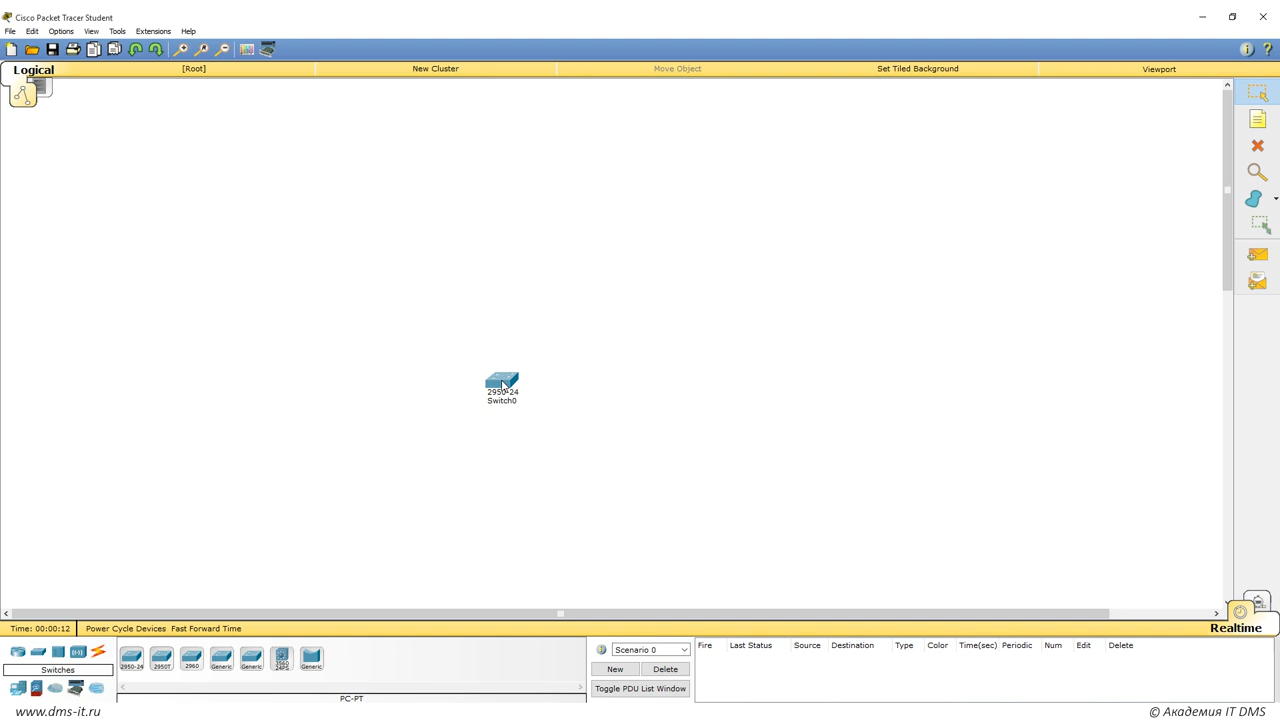 Cisco Packet Tracer Student
File Edit Options View Tools Extensions Help
Logical [Root] New Cluster Move Object Set Tiled Background Viewport
2950-24
Switch0
Time: 00:00:12 Power Cycle Devices Fast Forward Time Realtime
Switches
2950-24 2950T 2960 Generic Generic 3560 24PS Generic
PC-PT
Scenario 0
New Delete
Toggle PDU List Window
Fire Last Status Source Destination Type Color Time(sec) Periodic Num Edit Delete
www.dms-it.ru © Академия IT DMS